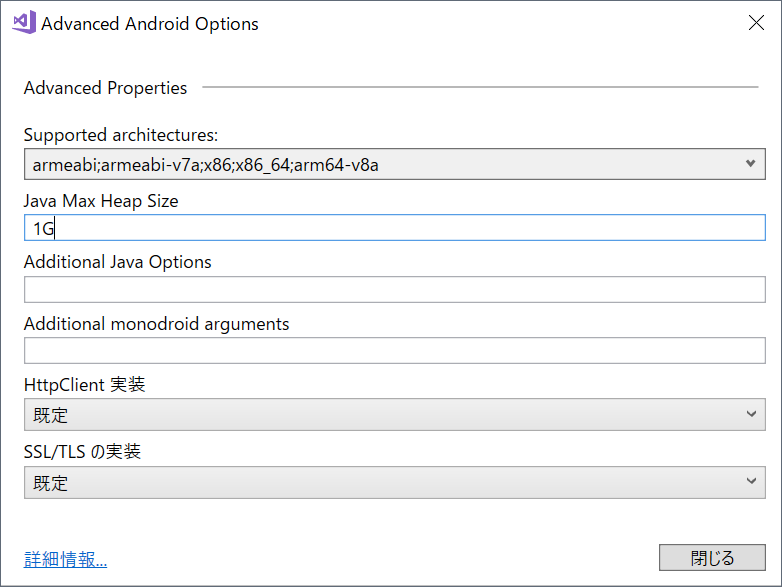 Advanced Android Options
Advanced Properties
Supported architectures:
armeabi;armeabi-v7a;x86;x86_64;arm64-v8a
Java Max Heap Size
1G
Additional Java Options
Additional monodroid arguments
HttpClient 実装
既定
SSL/TLS の実装
既定
詳細情報...
閉じる